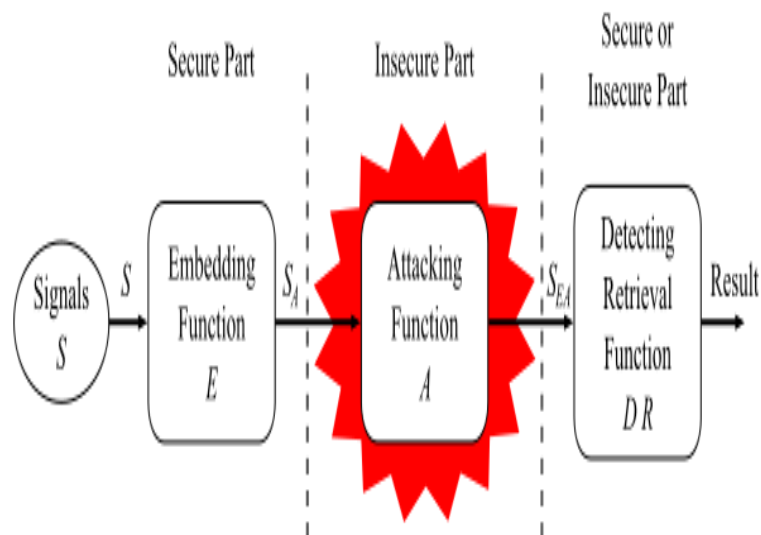 Secure Part
Insecure Part
Secure or
Insecure Part
Signals
S
S
Embedding
Function
E
S_A
Attacking
Function
A
S_EA
Detecting
Retrieval
Function
D R
Result